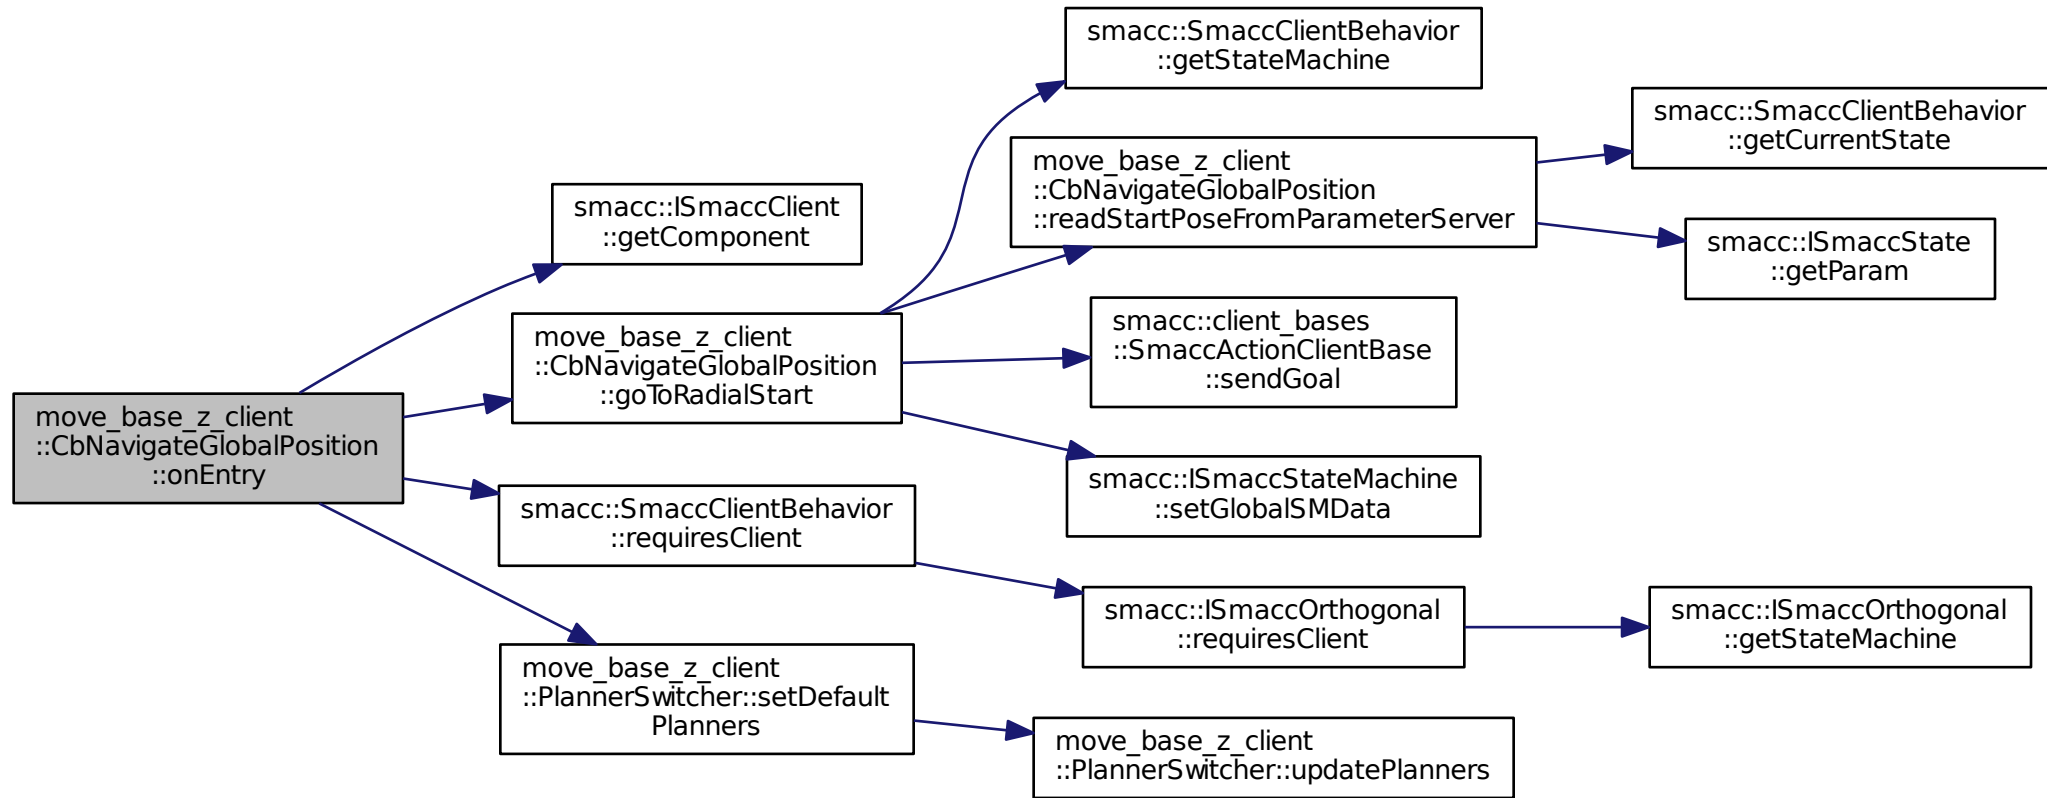 smacc::SmaccClientBehavior
::getStateMachine
smacc::SmaccClientBehavior
::getCurrentState
move_base_z_client
::CbNavigateGlobalPosition
::readStartPoseFromParameterServer
smacc::ISmaccClient
::getComponent
smacc::ISmaccState
::getParam
smacc::client_bases
::SmaccActionClientBase
::sendGoal
move_base_z_client
::CbNavigateGlobalPosition
::goToRadialStart
move_base_z_client
::CbNavigateGlobalPosition
::onEntry
smacc::ISmaccStateMachine
::setGlobalSMData
smacc::SmaccClientBehavior
::requiresClient
smacc::ISmaccOrthogonal
::requiresClient
smacc::ISmaccOrthogonal
::getStateMachine
move_base_z_client
::PlannerSwitcher::setDefault
Planners
move_base_z_client
::PlannerSwitcher::updatePlanners